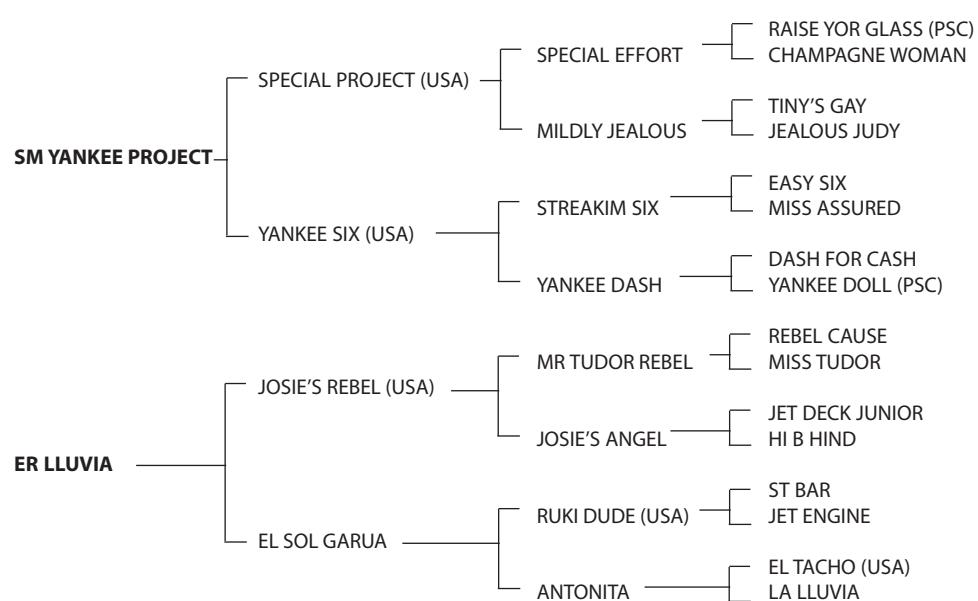 RAISE YOR GLASS (PSC)
SPECIAL EFFORT
CHAMPAGNE WOMAN
SPECIAL PROJECT (USA)
TINY'S GAY
MILDLY JEALOUS
JEALOUS JUDY
SM YANKEE PROJECT
EASY SIX
STREAKIM SIX
MISS ASSURED
YANKEE SIX (USA)
DASH FOR CASH
YANKEE DASH
YANKEE DOLL (PSC)
REBEL CAUSE
MR TUDOR REBEL
MISS TUDOR
JOSIE'S REBEL (USA)
JET DECK JUNIOR
JOSIE'S ANGEL
HI B HIND
ER LLUVIA
ST BAR
RUKI DUDE (USA)
JET ENGINE
EL SOL GARUA
EL TACHO (USA)
ANTONITA
LA LLUVIA